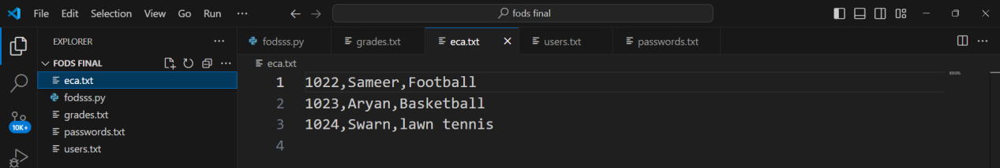 File Edit Selection View Go Run ··· fods final
EXPLORER ···
fodsss.py grades.txt eca.txt users.txt passwords.txt ···
FODS FINAL ···
eca.txt
fodsss.py
grades.txt
passwords.txt
users.txt
10K+
eca.txt
1 1022,Sameer,Football
2 1023,Aryan,Basketball
3 1024,Swarn,lawn tennis
4